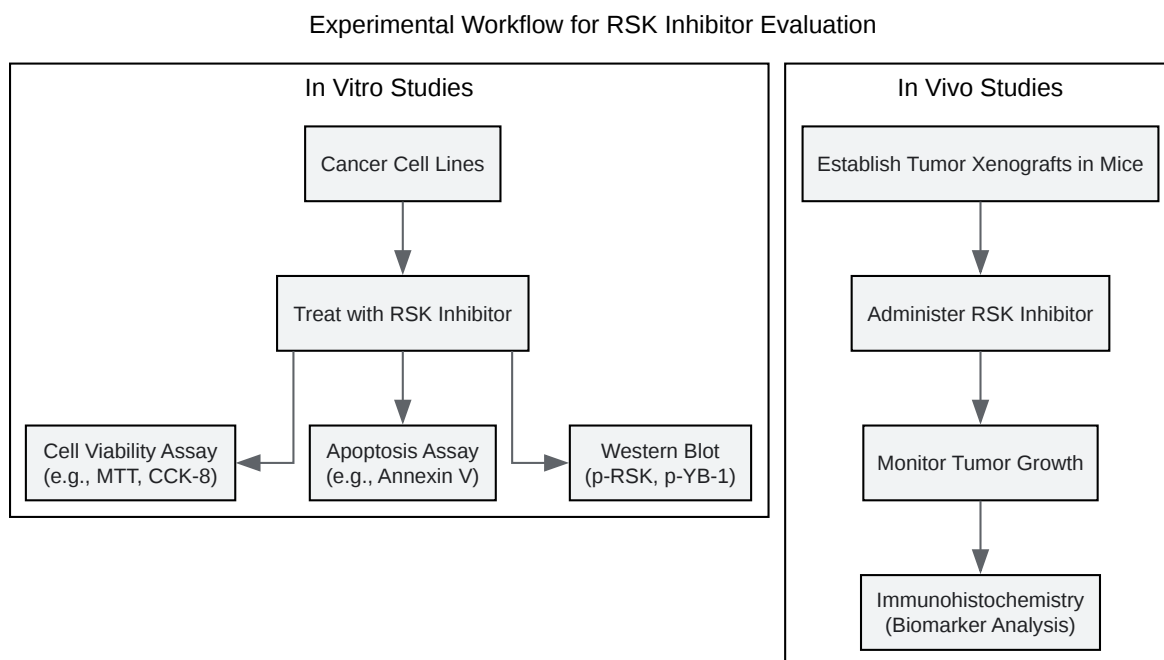 Experimental Workflow for RSK Inhibitor Evaluation
In Vitro Studies
Cancer Cell Lines
Treat with RSK Inhibitor
Cell Viability Assay
(e.g., MTT, CCK-8)
Apoptosis Assay
(e.g., Annexin V)
Western Blot
(p-RSK, p-YB-1)
In Vivo Studies
Establish Tumor Xenografts in Mice
Administer RSK Inhibitor
Monitor Tumor Growth
Immunohistochemistry
(Biomarker Analysis)